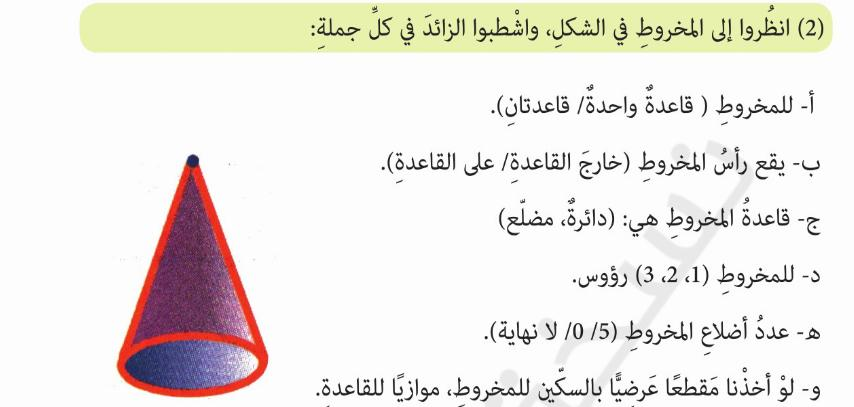 (2) انظُروا إلى المخروطِ في الشكلِ، واشْطبوا الزائدَ في كلِّ جملةٍ:
أ- للمخروطِ ( قاعدةٌ واحدةٌ/ قاعدتانِ).
ب- يقع رأسُ المخروطِ (خارجَ القاعدةِ/ على القاعدةِ).
ج- قاعدةُ المخروطِ هي: (دائرةٌ، مضلّع)
د- للمخروطِ (1، 2، 3) رؤوس.
ه- عددُ أضلاعِ المخروطِ (5/ 0/ لا نهاية).
و- لوْ أخذْنا مَقطعًا عَرضيًّا بالسكّينِ للمخروطِ، موازيًا للقاعدةِ.